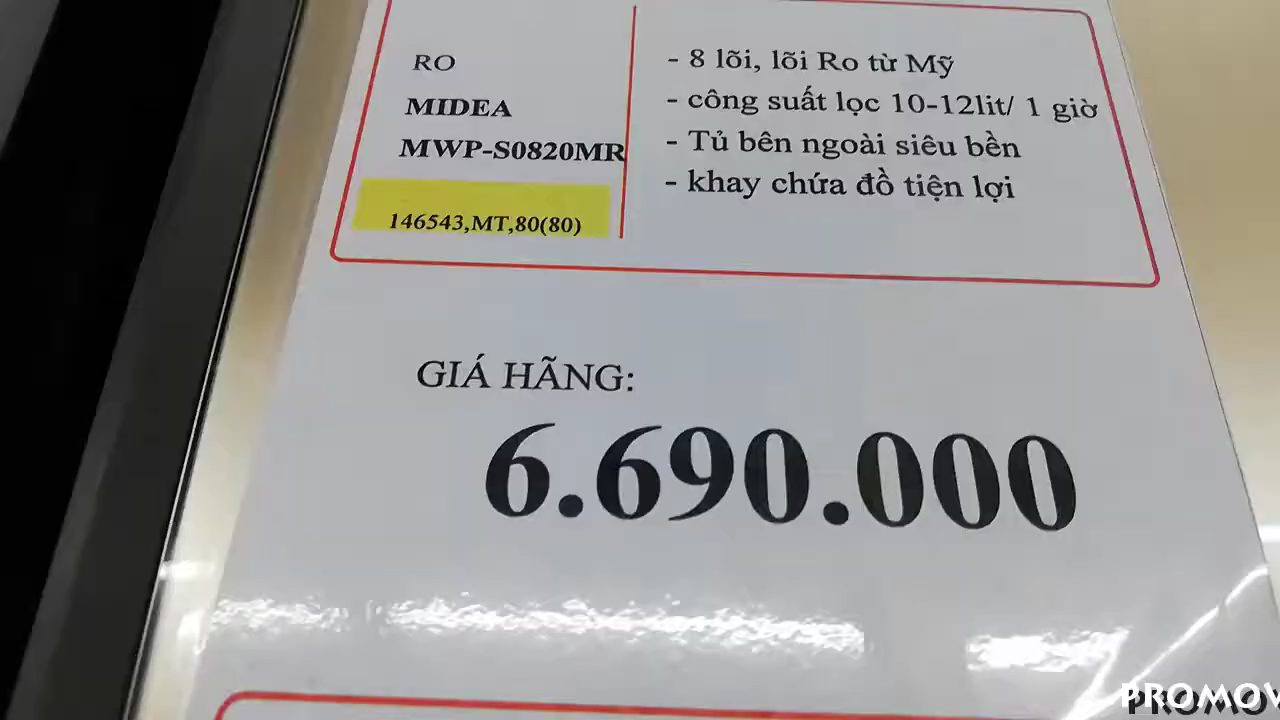 RO
MIDEA
MWP-S0820MR
146543,MT,80(80)
- 8 lõi, lõi Ro từ Mỹ
- công suất lọc 10-12lit/ 1 giờ
- Tủ bên ngoài siêu bền
- khay chứa đồ tiện lợi
GIÁ HÃNG:
6.690.000
PROMOV